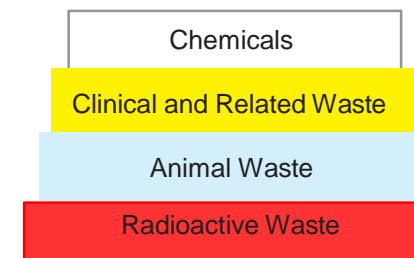 Chemicals
Clinical and Related Waste
Animal Waste
Radioactive Waste